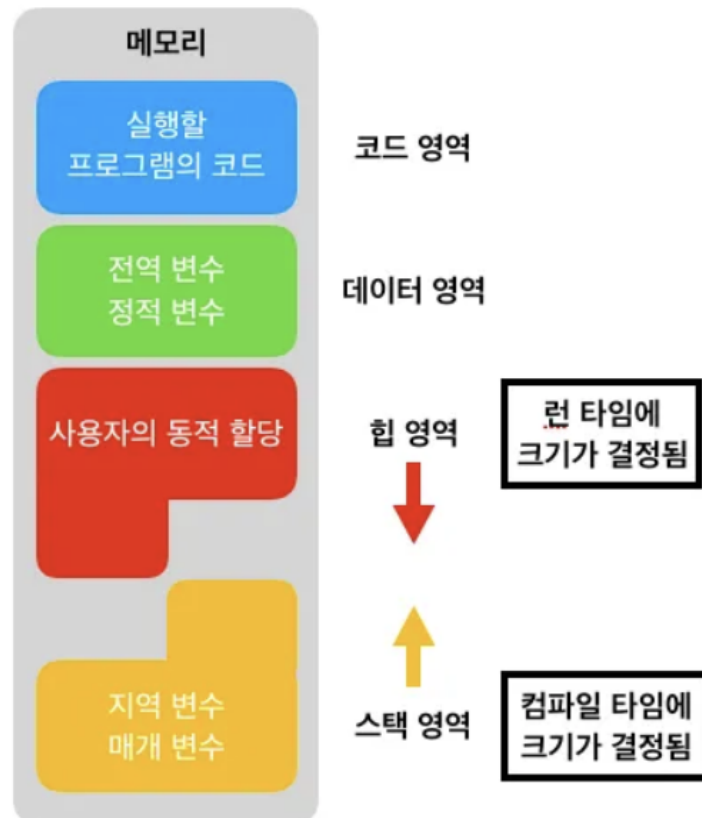 메모리
실행할
프로그램의 코드
코드 영역
전역 변수
정적 변수
데이터 영역
사용자의 동적 할당
힙 영역
런 타임에
크기가 결정됨
지역 변수
매개 변수
스택 영역
컴파일 타임에
크기가 결정됨